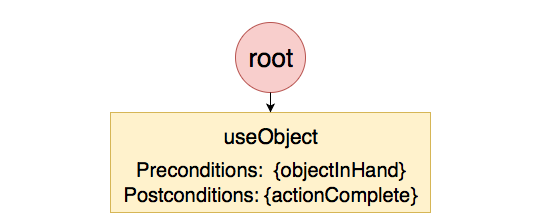 root
useObject
Preconditions: {objectInHand}
Postconditions: {actionComplete}